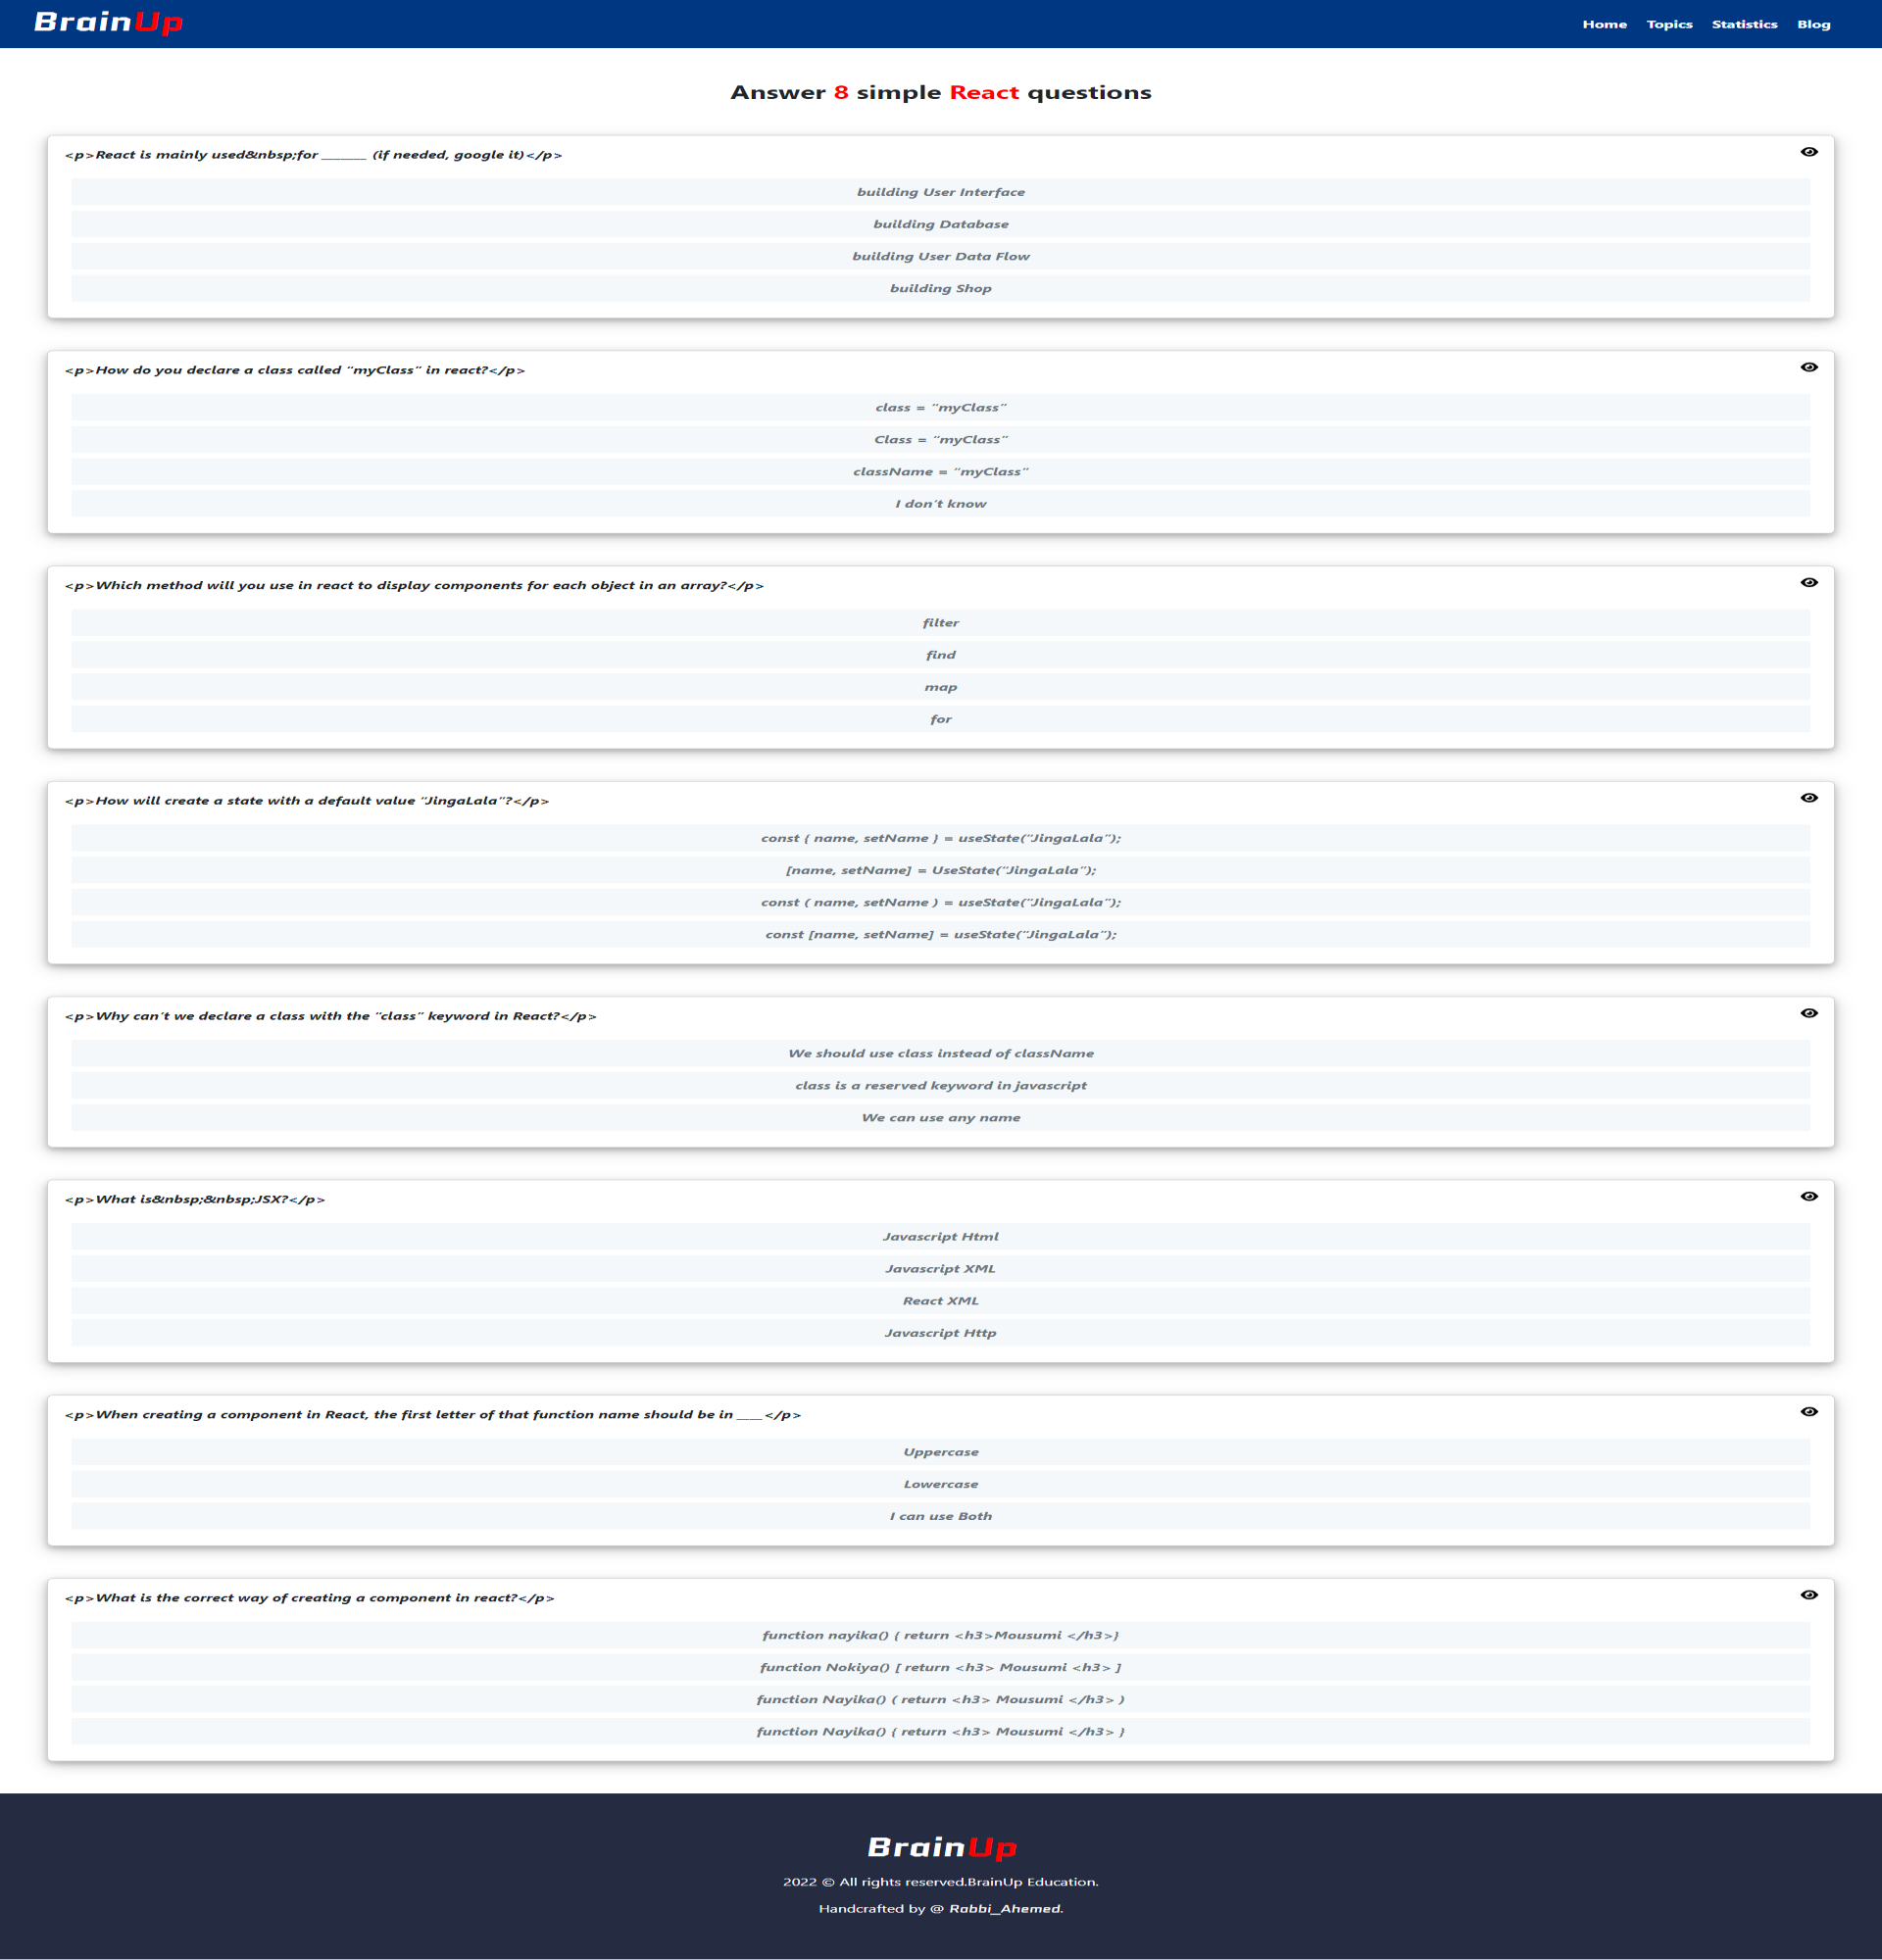 BrainUp
Home Topics Statistics Blog
Answer 8 simple React questions
<p>React is mainly used&nbsp;for _______ (if needed, google it)</p>
building User Interface
building Database
building User Data Flow
building Shop
<p>How do you declare a class called "myClass" in react?</p>
class = "myClass"
Class = "myClass"
className = "myClass"
I don't know
<p>Which method will you use in react to display components for each object in an array?</p>
filter
find
map
for
<p>How will create a state with a default value "JingaLala"?</p>
const { name, setName } = useState("JingaLala");
[name, setName] = UseState("JingaLala");
const ( name, setName ) = useState("JingaLala");
const [name, setName] = useState("JingaLala");
<p>Why can't we declare a class with the "class" keyword in React?</p>
We should use class instead of className
class is a reserved keyword in javascript
We can use any name
<p>What is&nbsp;&nbsp;JSX?</p>
Javascript Html
Javascript XML
React XML
Javascript Http
<p>When creating a component in React, the first letter of that function name should be in ____</p>
Uppercase
Lowercase
I can use Both
<p>What is the correct way of creating a component in react?</p>
function nayika() { return <h3>Mousumi </h3>}
function Nokiya() [ return <h3> Mousumi <h3> ]
function Nayika() ( return <h3> Mousumi </h3> )
function Nayika() { return <h3> Mousumi </h3> }
BrainUp
2022 © All rights reserved.BrainUp Education.
Handcrafted by @ Rabbi_Ahemed.